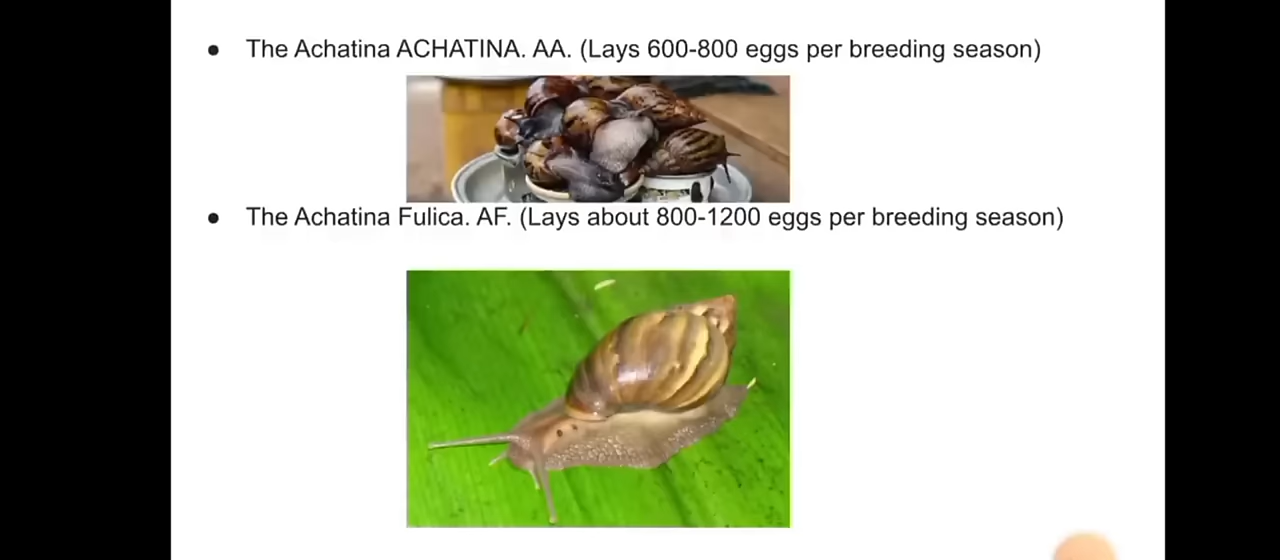 ● The Achatina ACHATINA. AA. (Lays 600-800 eggs per breeding season)
● The Achatina Fulica. AF. (Lays about 800-1200 eggs per breeding season)